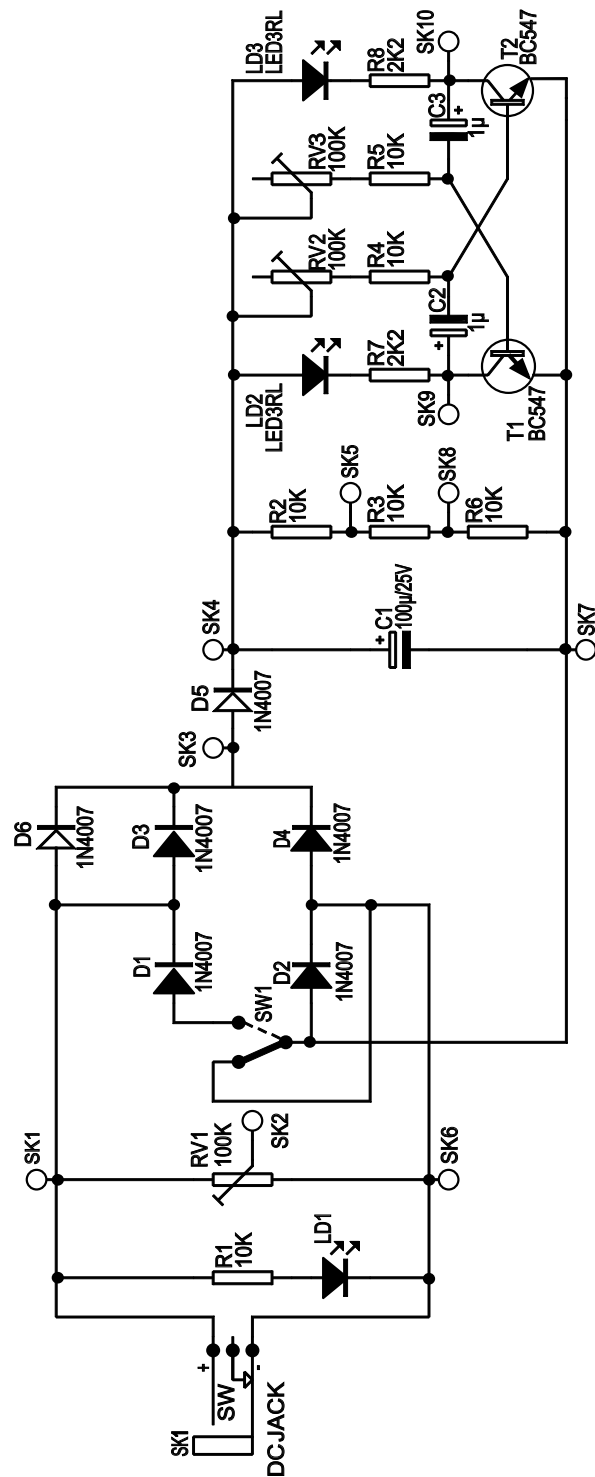 SK1
SW
+
-
DCJACK
R1
10K
LD1
SK1
RV1
100K
SK2
SK6
SW1
D1
1N4007
D2
1N4007
D6
1N4007
D3
1N4007
D4
1N4007
SK3
D5
1N4007
SK4
+
C1
100µ/25V
SK7
R2
10K
SK5
R3
10K
SK8
R6
10K
LD2
LED3RL
R7
2K2
SK9
T1
BC547
RV2
100K
R4
10K
C2
+
1µ
RV3
100K
R5
10K
C3
+
1µ
LD3
LED3RL
R8
2K2
SK10
T2
BC547